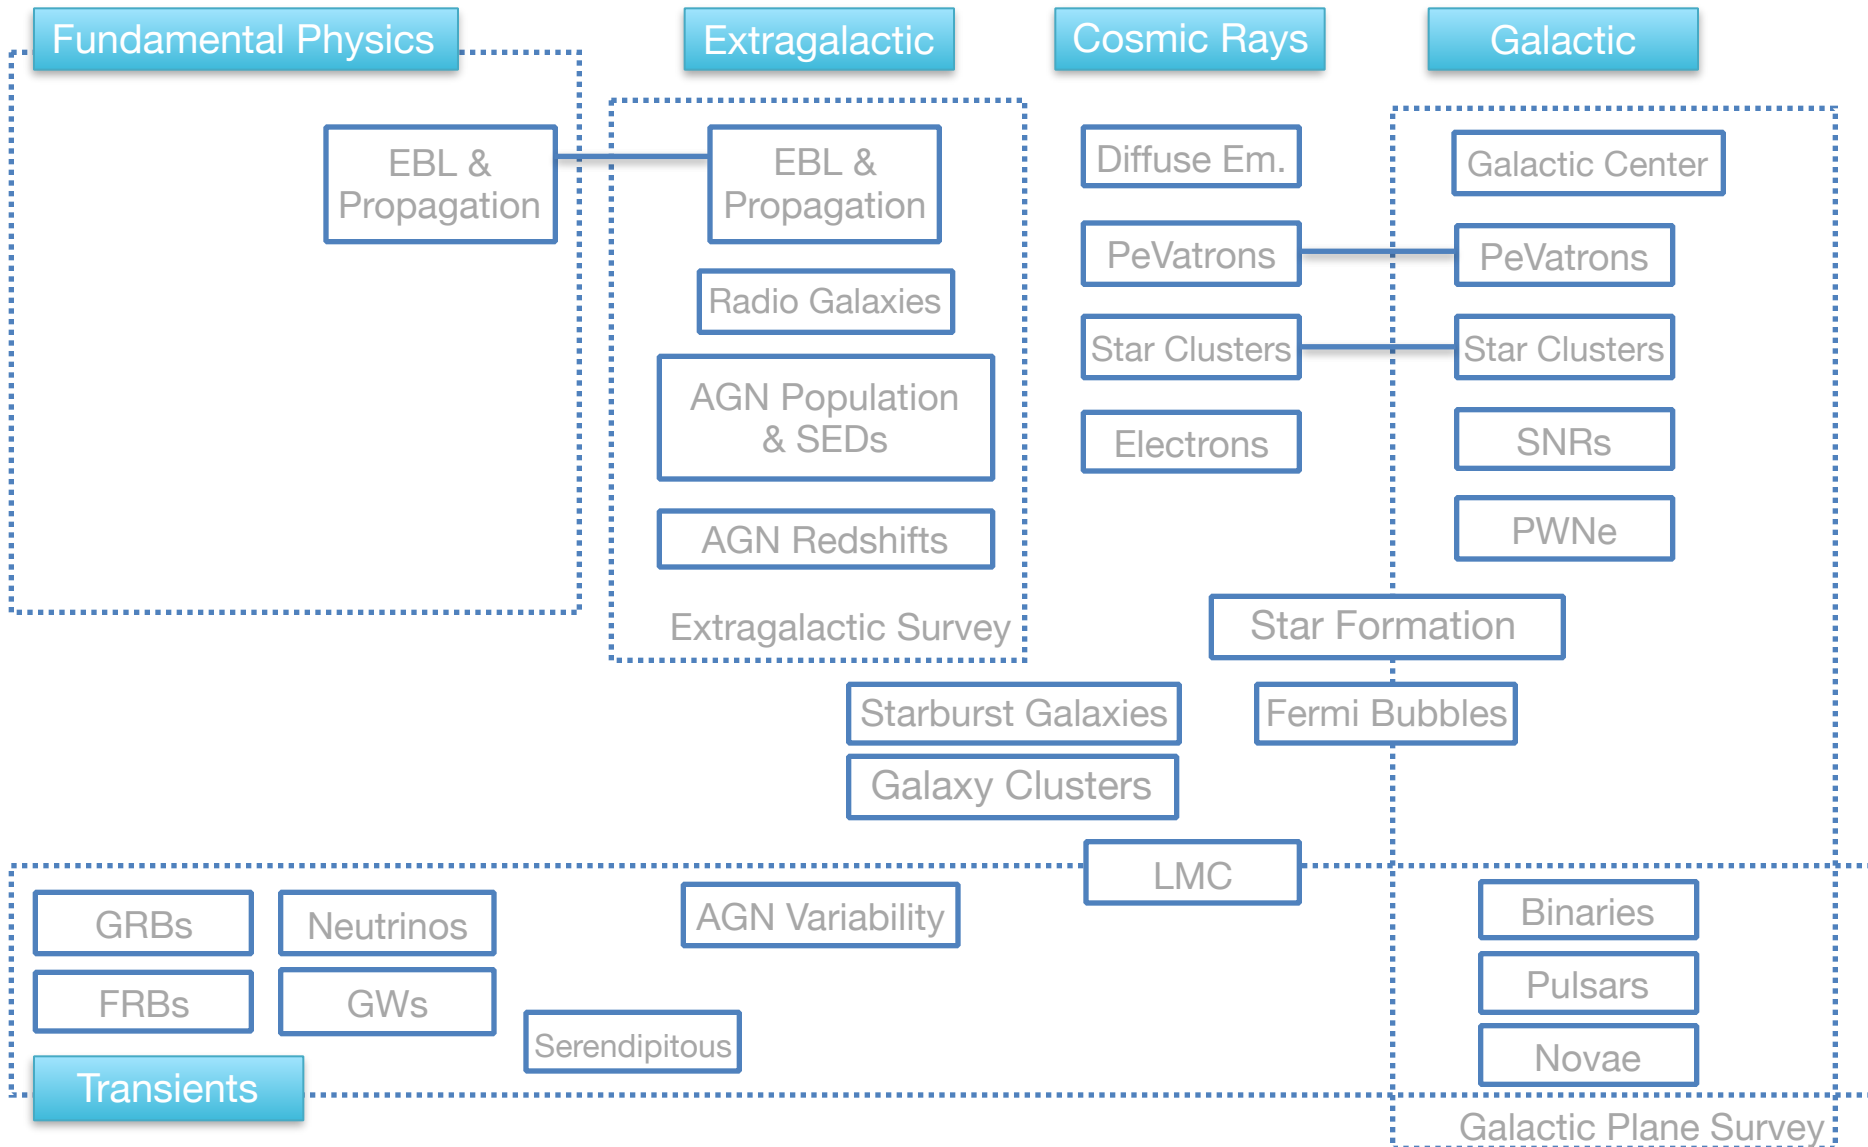 Fundamental Physics
Extragalactic
Cosmic Rays
Galactic
EBL &
Propagation
EBL &
Propagation
Diffuse Em.
Galactic Center
PeVatrons
PeVatrons
Radio Galaxies
Star Clusters
Star Clusters
AGN Population
& SEDs
Electrons
SNRs
AGN Redshifts
PWNe
Extragalactic Survey
Star Formation
Starburst Galaxies
Fermi Bubbles
Galaxy Clusters
LMC
GRBs
Neutrinos
AGN Variability
Binaries
FRBs
GWs
Pulsars
Serendipitous
Novae
Transients
Galactic Plane Survey